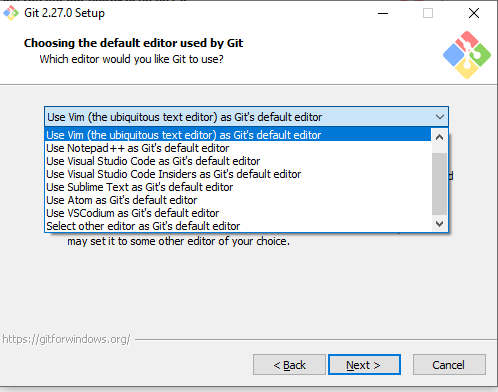 Git 2.27.0 Setup
Choosing the default editor used by Git
Which editor would you like Git to use?
Use Vim (the ubiquitous text editor) as Git's default editor
Use Vim (the ubiquitous text editor) as Git's default editor
Use Notepad++ as Git's default editor
Use Visual Studio Code as Git's default editor
Use Visual Studio Code Insiders as Git's default editor
Use Sublime Text as Git's default editor
Use Atom as Git's default editor
Use VSCodium as Git's default editor
Select other editor as Git's default editor
may set it to some other editor of your choice.
https://gitforwindows.org/
< Back
Next >
Cancel